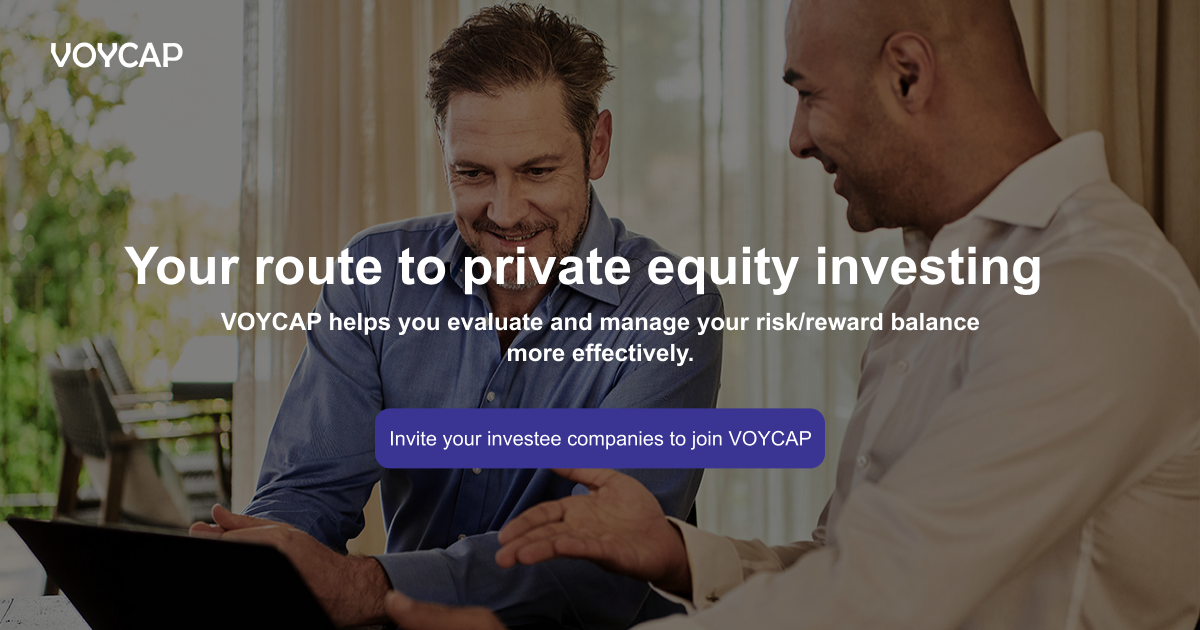 VOYCAP
Your route to private equity investing
VOYCAP helps you evaluate and manage your risk/reward balance
more effectively.
Invite your investee companies to join VOYCAP